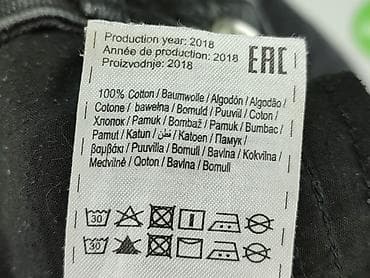 Production year: 2018
Année de production: 2018
Proizvodnje: 2018
EAC
100% Cotton / Baumwolle / Algodón / Algodão /
Cotone / bawełna / Bomuld / Puuvill / Coton /
Хлопок / Pamuk / Bombaž / Pamuk / Bumbac /
Pamut / Katun / قطن / Katoen / Памук /
βαμβάκι / Puuvilla / Bomull / Bavlna / Kokvilna /
Medvilnė / Qoton / Bavlna / Bomull
30
30